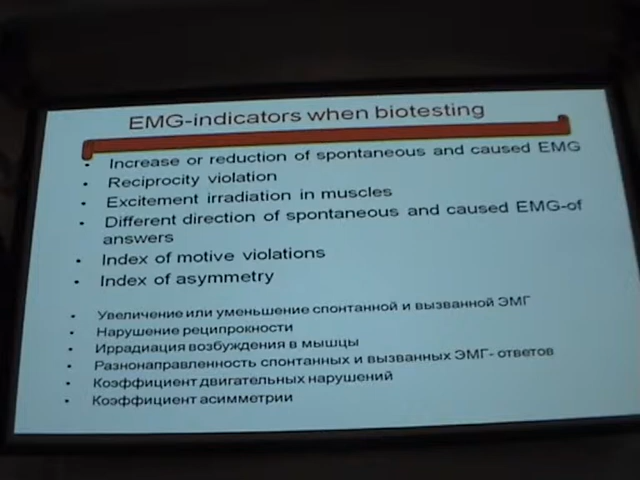 EMG-indicators when biotesting
• Increase or reduction of spontaneous and caused EMG
• Reciprocity violation
• Excitement irradiation in muscles
• Different direction of spontaneous and caused EMG-of
answers
• Index of motive violations
• Index of asymmetry
• Увеличение или уменьшение спонтанной и вызванной ЭМГ
• Нарушение реципрокности
• Иррадиация возбуждения в мышцы
• Разнонаправленность спонтанных и вызванных ЭМГ- ответов
• Коэффициент двигательных нарушений
• Коэффициент асимметрии